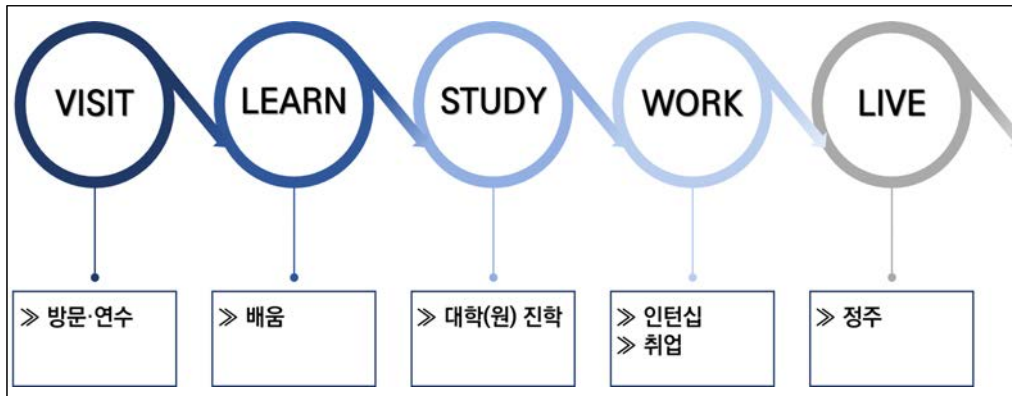 VISIT
LEARN
STUDY
WORK
LIVE
≫ 방문·연수
≫ 배움
≫ 대학(원) 진학
≫ 인턴십
≫ 취업
≫ 정주